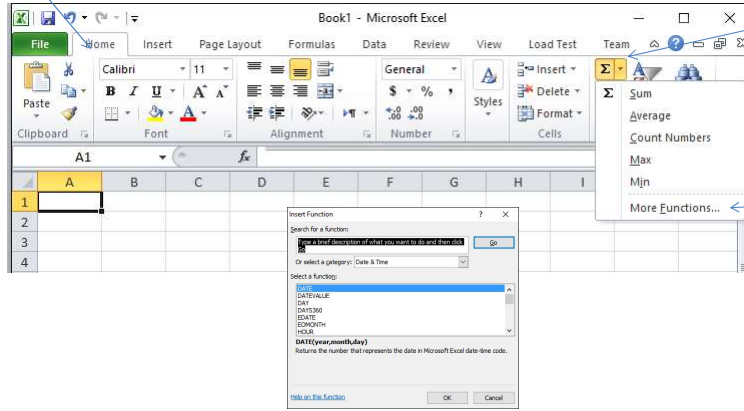 Book1 - Microsoft Excel
File Home Insert Page Layout Formulas Data Review View Load Test Team
Calibri 11 General Insert Σ
Paste B I U A A $ % , Styles Delete Σ Sum
A .0 .00 .00 .0 Format Average
Clipboard Font Alignment Number Cells Count Numbers
Max
Min
More Functions...
A1 fx
A B C D E F G H I
1
2
3
4
Insert Function ? X
Search for a function:
Type a brief description of what you want to do and then click
Go
Or select a category: Date & Time
Select a function:
DATE
DATEVALUE
DAY
DAYS360
EDATE
EOMONTH
HOUR
DATE(year,month,day)
Returns the number that represents the date in Microsoft Excel date-time code.
Help on this function OK Cancel